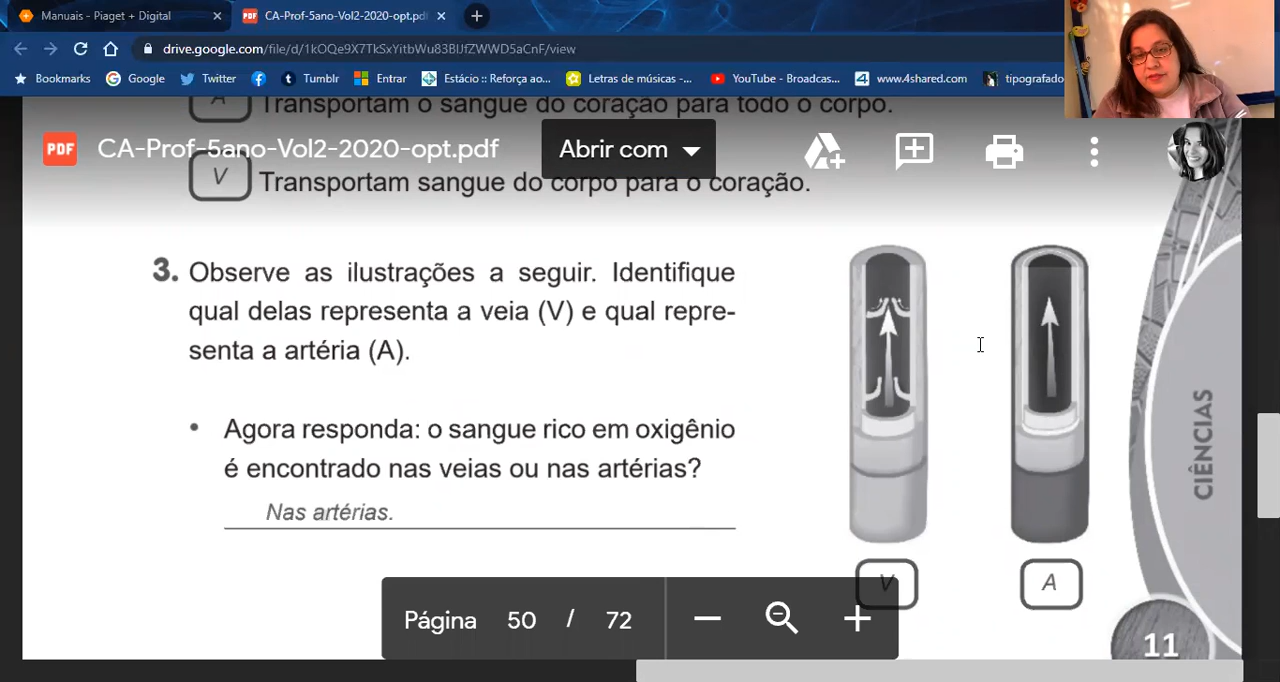 Manuais - Piaget + Digital
CA-Prof-5ano-Vol2-2020-opt.pdf
drive.google.com/file/d/1kOQe9X7TkSxYitbWu83BlJfZWWD5aCnF/view
Bookmarks Google Twitter Tumblr Entrar Estácio :: Reforça ao... Letras de músicas -... YouTube - Broadcas... www.4shared.com tipografado
A Transportam o sangue do coração para todo o corpo.
PDF CA-Prof-5ano-Vol2-2020-opt.pdf Abrir com
V Transportam sangue do corpo para o coração.
3. Observe as ilustrações a seguir. Identifique
qual delas representa a veia (V) e qual repre-
senta a artéria (A).
• Agora responda: o sangue rico em oxigênio
é encontrado nas veias ou nas artérias?
Nas artérias.
V A
CIÊNCIAS
Página 50 / 72
11